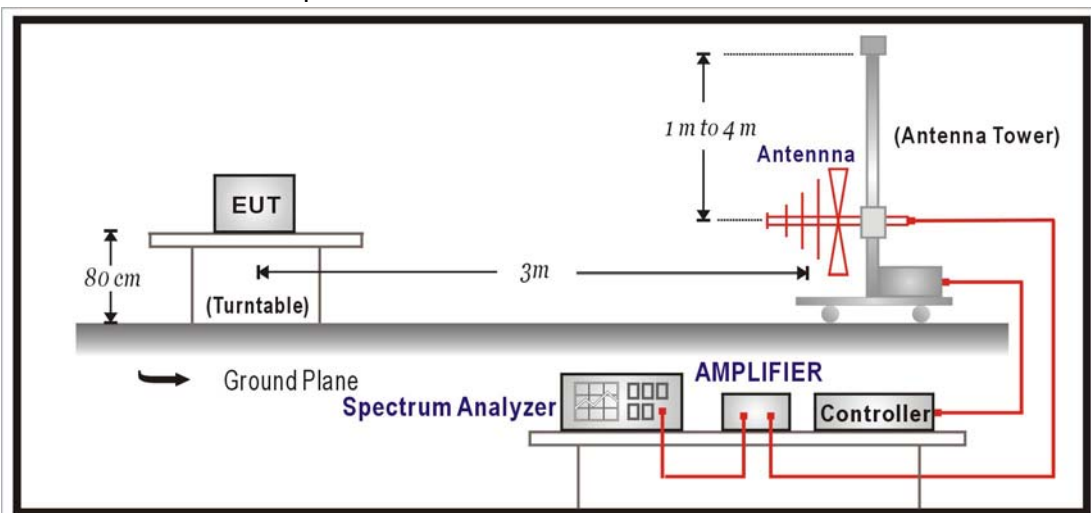 1 m to 4 m
(Antenna Tower)
Antennna
EUT
80 cm
3m
(Turntable)
Ground Plane
AMPLIFIER
Spectrum Analyzer
Controller